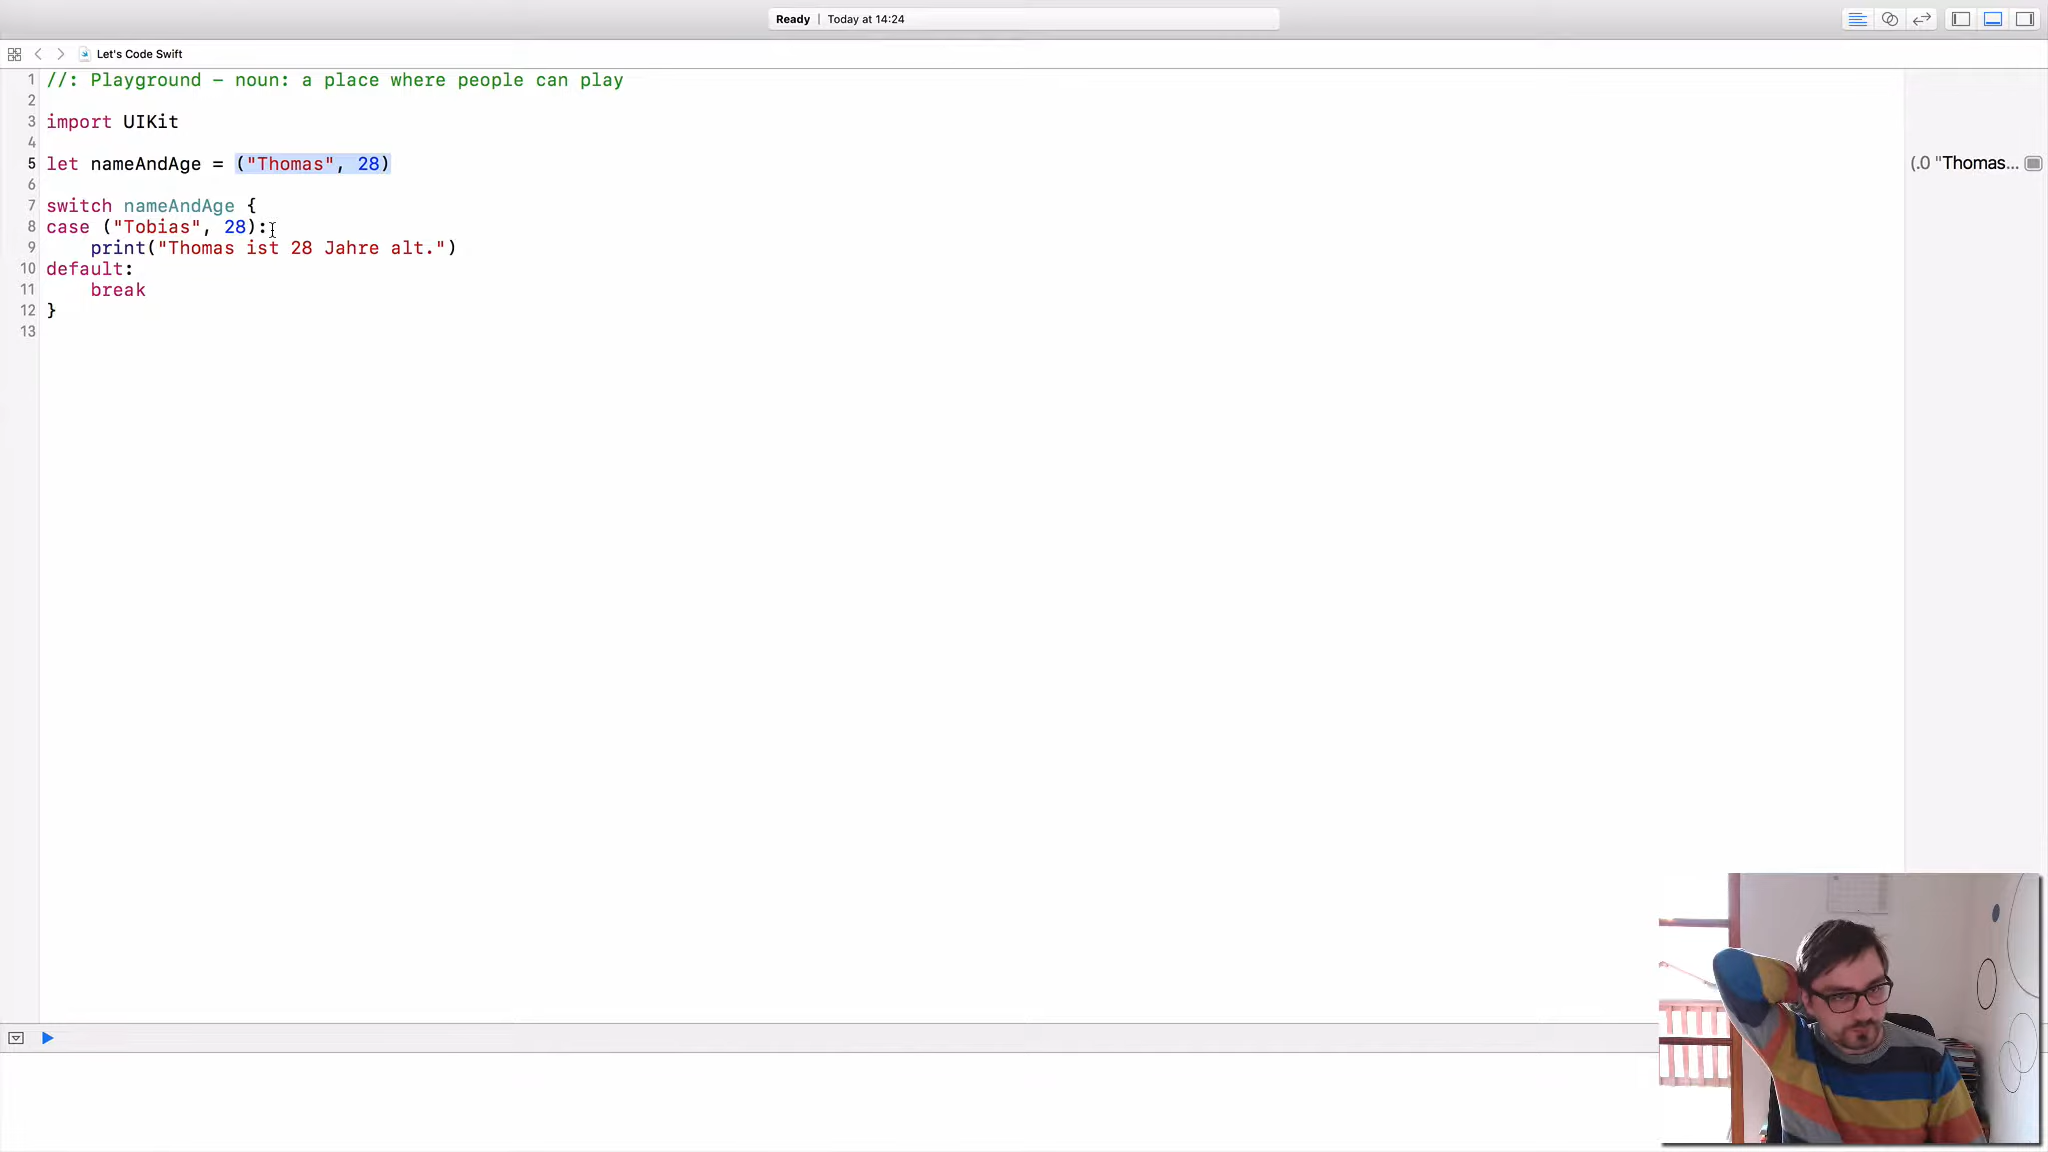 Ready | Today at 14:24
Let's Code Swift
1 //: Playground – noun: a place where people can play
2
3 import UIKit
4
5 let nameAndAge = ("Thomas", 28)
(.0 "Thomas...
6
7 switch nameAndAge {
8 case ("Tobias", 28):
9 print("Thomas ist 28 Jahre alt.")
10 default:
11 break
12 }
13